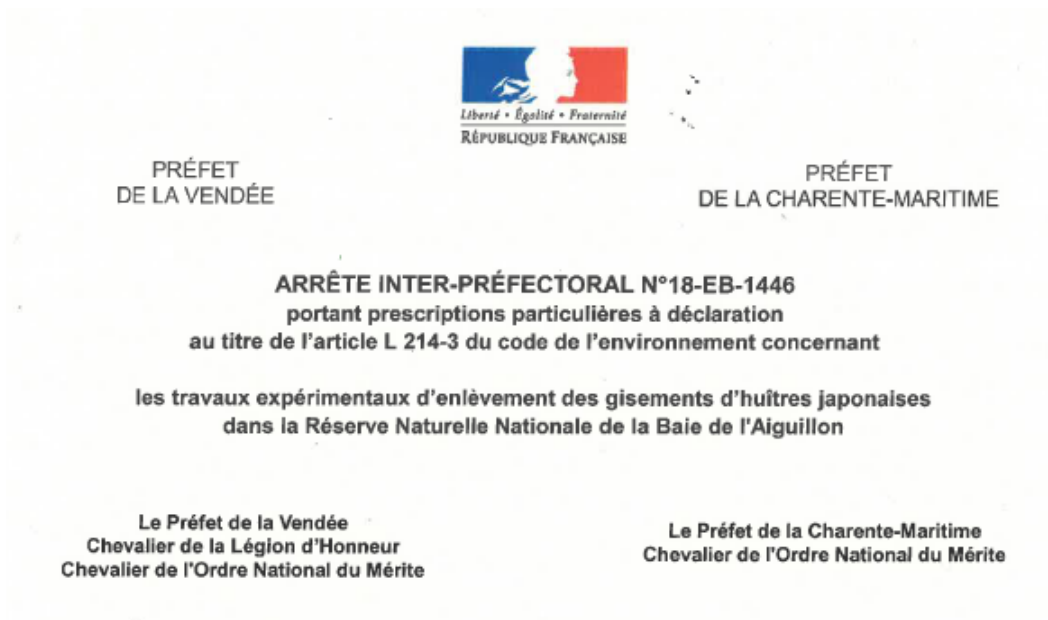 Liberté • Égalité • Fraternité
RÉPUBLIQUE FRANÇAISE
PRÉFET
DE LA VENDÉE
PRÉFET
DE LA CHARENTE-MARITIME
ARRÊTE INTER-PRÉFECTORAL N°18-EB-1446
portant prescriptions particulières à déclaration
au titre de l'article L 214-3 du code de l'environnement concernant
les travaux expérimentaux d'enlèvement des gisements d'huîtres japonaises
dans la Réserve Naturelle Nationale de la Baie de l'Aiguillon
Le Préfet de la Vendée
Chevalier de la Légion d'Honneur
Chevalier de l'Ordre National du Mérite
Le Préfet de la Charente-Maritime
Chevalier de l'Ordre National du Mérite